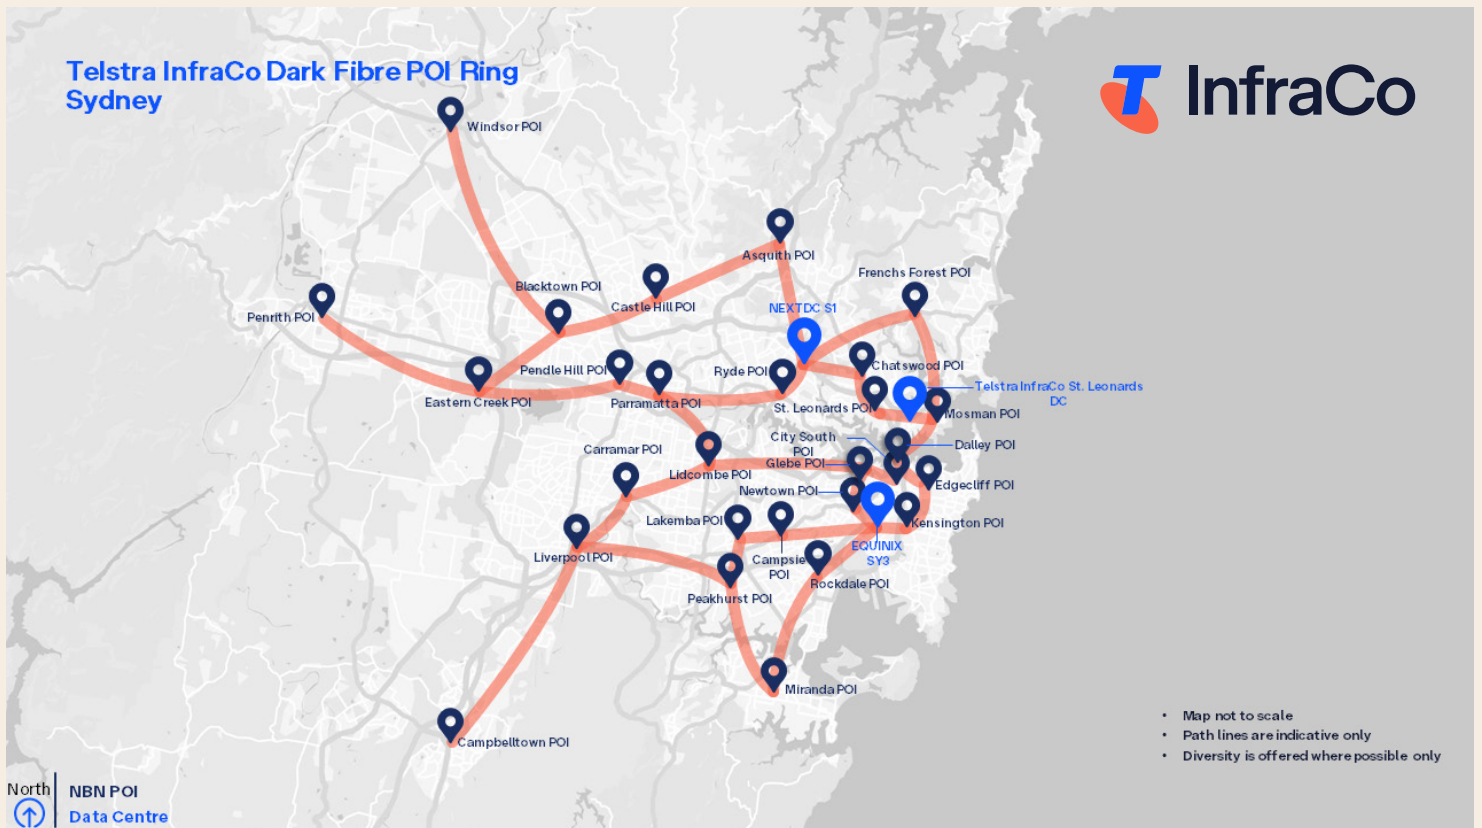 Telstra InfraCo Dark Fibre POI Ring
Sydney
T InfraCo
Windsor POI
Asquith POI
Frenchs Forest POI
Blacktown POI
Castle Hill POI
NEXTDC S1
Penrith POI
Pendle Hill POI
Ryde POI
Chatswood POI
Eastern Creek POI
Parramatta POI
St. Leonards POI
Telstra InfraCo St. Leonards
DC
Mosman POI
City South
POI
Dalley POI
Carramar POI
Glebe POI
Lidcombe POI
Edgecliff POI
Newtown POI
Lakemba POI
Kensington POI
Liverpool POI
Campsie
POI
EQUINIX
SY3
Rockdale POI
Peakhurst POI
Miranda POI
Campbelltown POI
• Map not to scale
• Path lines are indicative only
• Diversity is offered where possible only
North
NBN POI
Data Centre